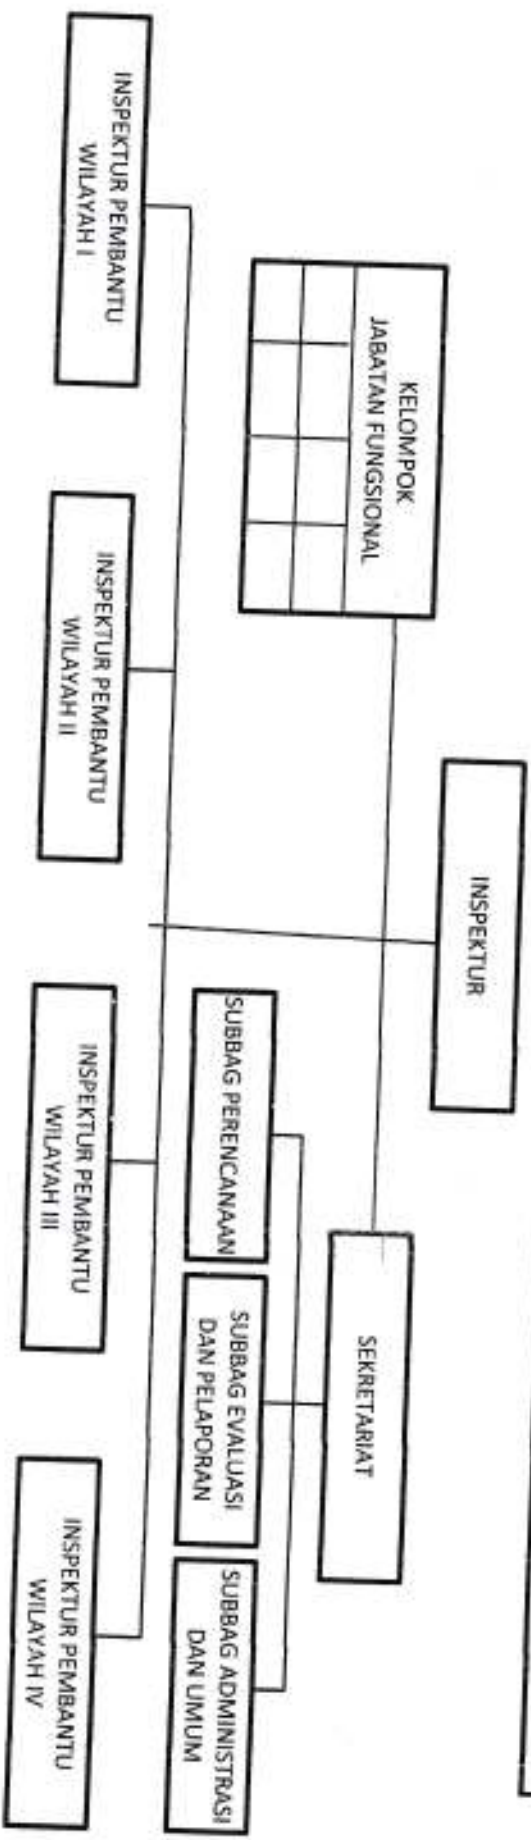 INSPEKTUR
KELOMPOK
JABATAN FUNGSIONAL
SEKRETARIAT
SUBBAG PERENCANAAN
SUBBAG EVALUASI
DAN PELAPORAN
SUBBAG ADMINISTRASI
DAN UMUM
INSPEKTUR PEMBANTU
WILAYAH I
INSPEKTUR PEMBANTU
WILAYAH II
INSPEKTUR PEMBANTU
WILAYAH III
INSPEKTUR PEMBANTU
WILAYAH IV